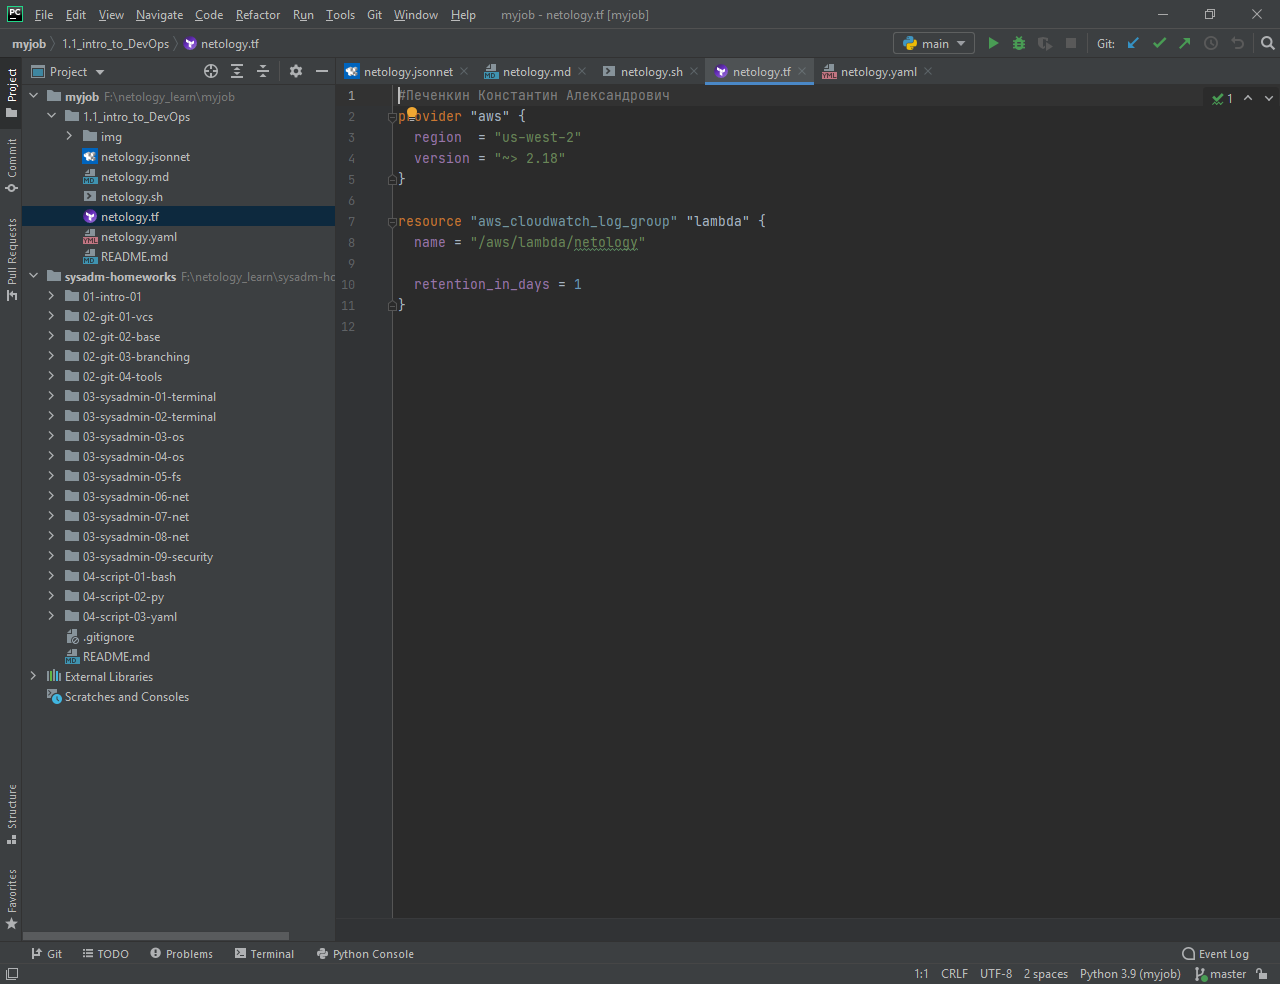 PC File Edit View Navigate Code Refactor Run Tools Git Window Help myjob - netology.tf [myjob]
myjob 1.1_intro_to_DevOps netology.tf main Git:
Project
Project
netology.jsonnet netology.md netology.sh netology.tf netology.yaml
myjob F:\netology_learn\myjob
1.1_intro_to_DevOps
img
netology.jsonnet
netology.md
netology.sh
netology.tf
netology.yaml
README.md
sysadm-homeworks F:\netology_learn\sysadm-ho
01-intro-01
02-git-01-vcs
02-git-02-base
02-git-03-branching
02-git-04-tools
03-sysadmin-01-terminal
03-sysadmin-02-terminal
03-sysadmin-03-os
03-sysadmin-04-os
03-sysadmin-05-fs
03-sysadmin-06-net
03-sysadmin-07-net
03-sysadmin-08-net
03-sysadmin-09-security
04-script-01-bash
04-script-02-py
04-script-03-yaml
.gitignore
README.md
External Libraries
Scratches and Consoles
Commit
Pull Requests
Structure
Favorites
1 #Печенкин Константин Александрович
2 provider "aws" {
3 region = "us-west-2"
4 version = "~> 2.18"
5 }
6
7 resource "aws_cloudwatch_log_group" "lambda" {
8 name = "/aws/lambda/netology"
9
10 retention_in_days = 1
11 }
12
1
Git TODO Problems Terminal Python Console Event Log
1:1 CRLF UTF-8 2 spaces Python 3.9 (myjob) master